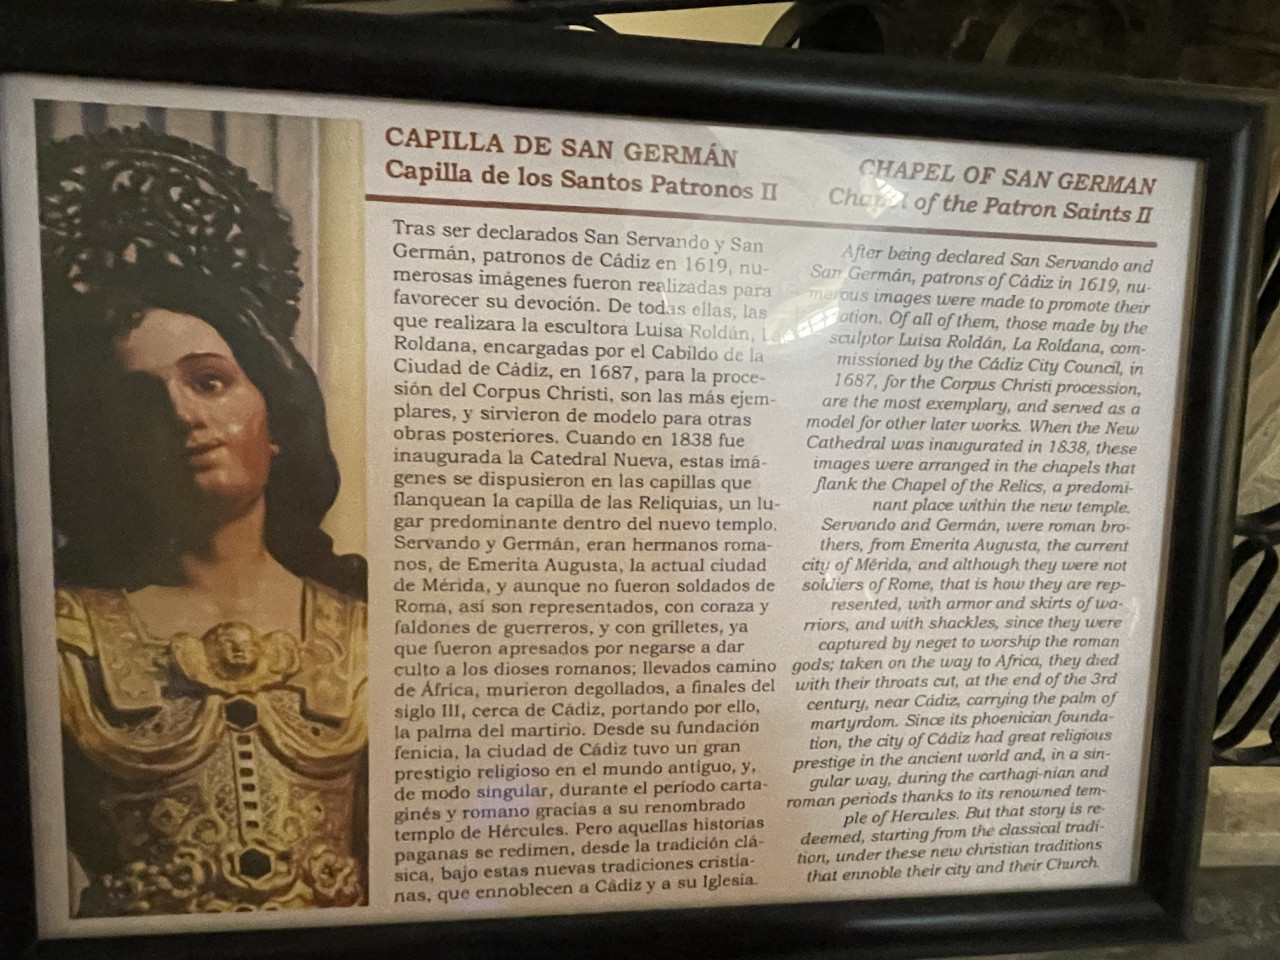 CAPILLA DE SAN GERMÁN
Capilla de los Santos Patronos II
Tras ser declarados San Servando y San
Germán, patronos de Cádiz en 1619, nu-
merosas imágenes fueron realizadas para
favorecer su devoción. De todas ellas, las
que realizara la escultora Luisa Roldán, La
Roldana, encargadas por el Cabildo de la
Ciudad de Cádiz, en 1687, para la proce-
sión del Corpus Christi, son las más ejem-
plares, y sirvieron de modelo para otras
obras posteriores. Cuando en 1838 fue
inaugurada la Catedral Nueva, estas imá-
genes se dispusieron en las capillas que
flanquean la capilla de las Reliquias, un lu-
gar predominante dentro del nuevo templo.
Servando y Germán, eran hermanos roma-
nos, de Emerita Augusta, la actual ciudad
de Mérida, y aunque no fueron soldados de
Roma, así son representados, con coraza y
faldones de guerreros, y con grilletes, ya
que fueron apresados por negarse a dar
culto a los dioses romanos; llevados camino
de África, murieron degollados, a finales del
siglo III, cerca de Cádiz, portando por ello,
la palma del martirio. Desde su fundación
fenicia, la ciudad de Cádiz tuvo un gran
prestigio religioso en el mundo antiguo, y,
de modo singular, durante el período carta-
ginés y romano gracias a su renombrado
templo de Hércules. Pero aquellas historias
paganas se redimen, desde la tradición clá-
sica, bajo estas nuevas tradiciones cristia-
nas, que ennoblecen a Cádiz y a su Iglesia.
CHAPEL OF SAN GERMAN
Chapel of the Patron Saints II
After being declared San Servando and
San Germán, patrons of Cádiz in 1619, nu-
merous images were made to promote their
devotion. Of all of them, those made by the
sculptor Luisa Roldán, La Roldana, com-
missioned by the Cádiz City Council, in
1687, for the Corpus Christi procession,
are the most exemplary, and served as a
model for other later works. When the New
Cathedral was inaugurated in 1838, these
images were arranged in the chapels that
flank the Chapel of the Relics, a predomi-
nant place within the new temple.
Servando and Germán, were roman bro-
thers, from Emerita Augusta, the current
city of Mérida, and although they were not
soldiers of Rome, that is how they are rep-
resented, with armor and skirts of wa-
rriors, and with shackles, since they were
captured by neget to worship the roman
gods; taken on the way to Africa, they died
with their throats cut, at the end of the 3rd
century, near Cádiz, carrying the palm of
martyrdom. Since its phoenician founda-
tion, the city of Cádiz had great religious
prestige in the ancient world and, in a sin-
gular way, during the carthagi-nian and
roman periods thanks to its renowned tem-
ple of Hercules. But that story is re-
deemed, starting from the classical tradi-
tion, under these new christian traditions
that ennoble their city and their Church.